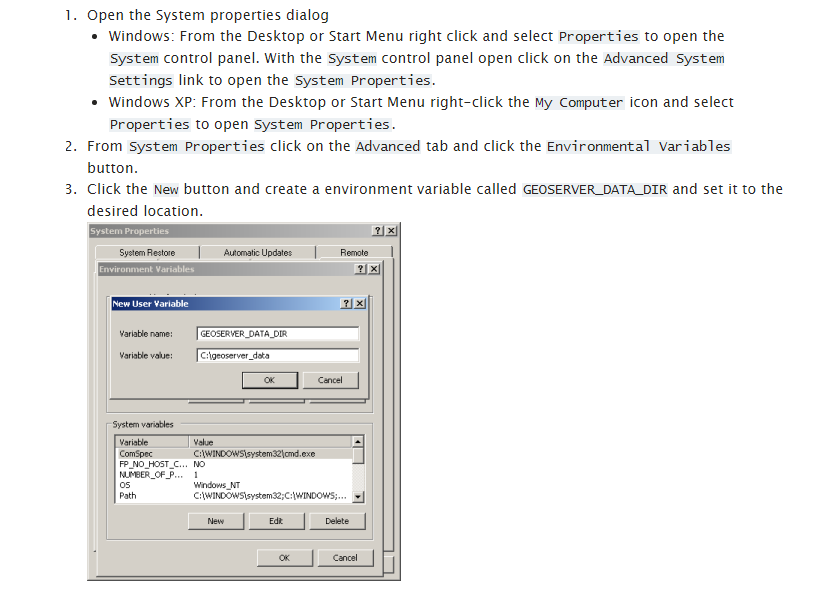 1. Open the System properties dialog
• Windows: From the Desktop or Start Menu right click and select Properties to open the
System control panel. With the System control panel open click on the Advanced System
Settings link to open the System Properties.
• Windows XP: From the Desktop or Start Menu right-click the My Computer icon and select
Properties to open System Properties.
2. From System Properties click on the Advanced tab and click the Environmental Variables
button.
3. Click the New button and create a environment variable called GEOSERVER_DATA_DIR and set it to the
desired location.
System Properties
System Restore Automatic Updates Remote
Environment Variables
New User Variable
Variable name: GEOSERVER_DATA_DIR
Variable value: C:\geoserver_data
OK Cancel
System variables
Variable Value
ComSpec C:\WINDOWS\system32\cmd.exe
FP_NO_HOST_C... NO
NUMBER_OF_P... 1
OS Windows_NT
Path C:\WINDOWS\system32;C:\WINDOWS;...
New Edit Delete
OK Cancel